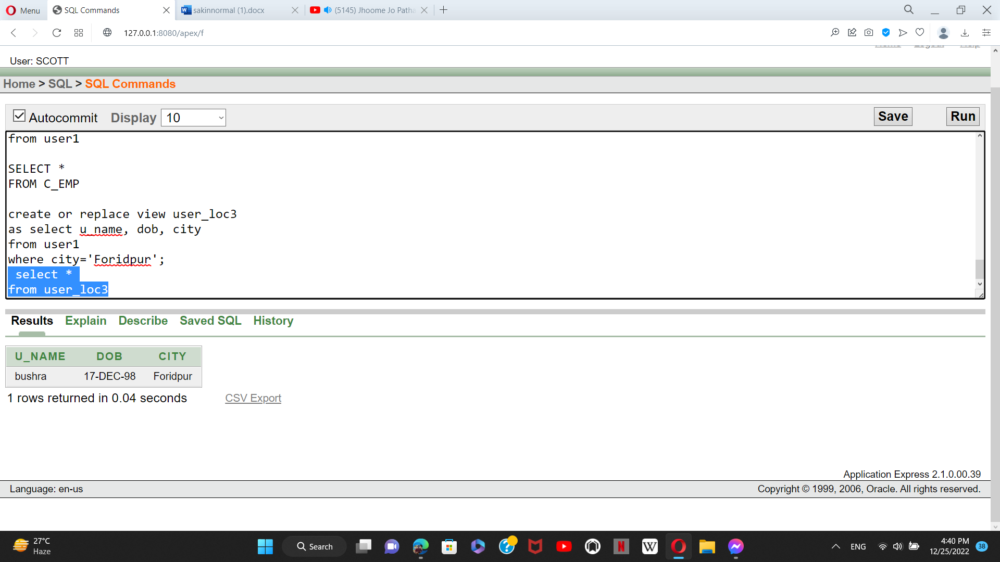 Menu
SQL Commands
sakinnormal (1).docx
(5145) Jhoome Jo Patha
127.0.0.1:8080/apex/f
Home Logout Help
User: SCOTT
Home > SQL > SQL Commands
Autocommit Display 10 Save Run
from user1
SELECT *
FROM C_EMP
create or replace view user_loc3
as select u_name, dob, city
from user1
where city='Foridpur';
select *
from user_loc3
Results Explain Describe Saved SQL History
U_NAME DOB CITY
bushra 17-DEC-98 Foridpur
1 rows returned in 0.04 seconds CSV Export
Application Express 2.1.0.00.39
Language: en-us Copyright © 1999, 2006, Oracle. All rights reserved.
27°C
Haze
Search
ENG
4:40 PM
12/25/2022
38